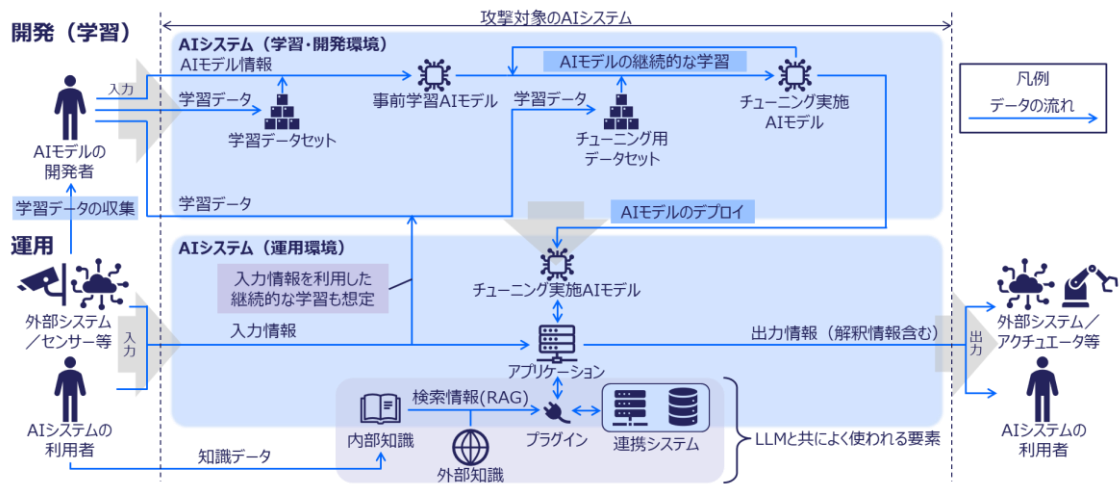 攻撃対象のAIシステム
開発（学習）
AIシステム（学習・開発環境）
AIモデル情報
入力
学習データ
学習データセット
事前学習AIモデル
AIモデルの継続的な学習
学習データ
チューニング用
データセット
チューニング実施
AIモデル
凡例
データの流れ
AIモデルの
開発者
学習データの収集
学習データ
AIモデルのデプロイ
運用
AIシステム（運用環境）
入力情報を利用した
継続的な学習も想定
チューニング実施AIモデル
外部システム
／センサー等
入力
入力情報
アプリケーション
出力情報（解釈情報含む）
出力
外部システム／
アクチュエータ等
AIシステムの
利用者
検索情報(RAG)
内部知識
外部知識
プラグイン
連携システム
LLMと共によく使われる要素
知識データ
AIシステムの
利用者